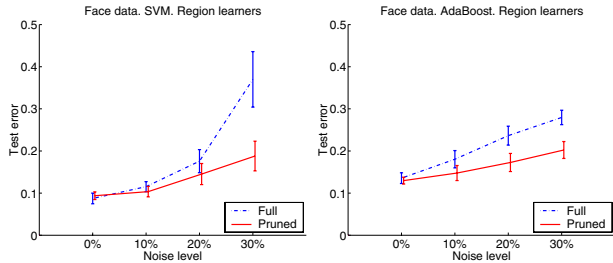 Face data. SVM. Region learners
0.5
0.4
0.3
0.2
0.1
0
Test error
0% 10% 20% 30%
Noise level
Full
Pruned
Face data. AdaBoost. Region learners
0.5
0.4
0.3
0.2
0.1
0
Test error
0% 10% 20% 30%
Noise level
Full
Pruned